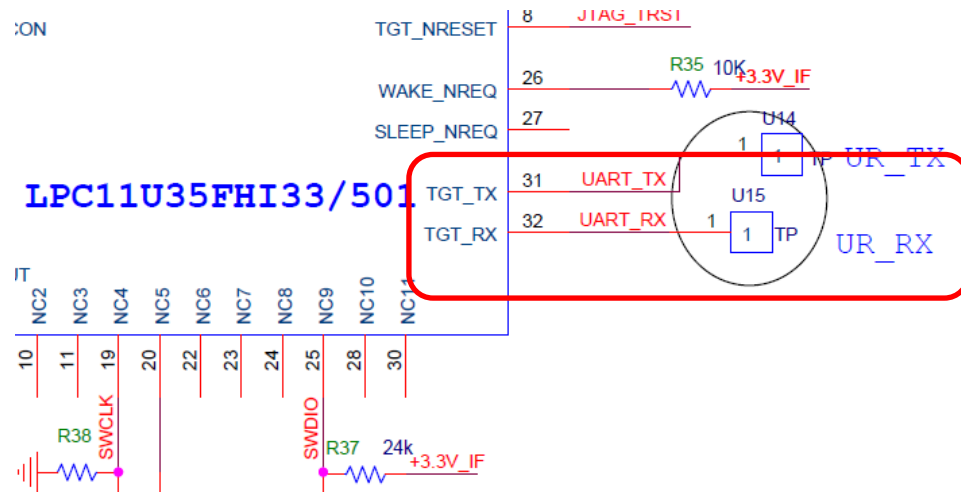 CON
TGT_NRESET 8 JTAG_TRST
WAKE_NREQ 26 R35 10K +3.3V_IF
SLEEP_NREQ 27
U14
1 1 TP UR_TX
LPC11U35FHI33/501
TGT_TX 31 UART_TX
U15
TGT_RX 32 UART_RX 1 1 TP UR_RX
UT
NC2 NC3 NC4 NC5 NC6 NC7 NC8 NC9 NC10 NC11
10 11 19 20 22 23 24 25 28 30
SWCLK SWDIO
R38 R37 24k +3.3V_IF